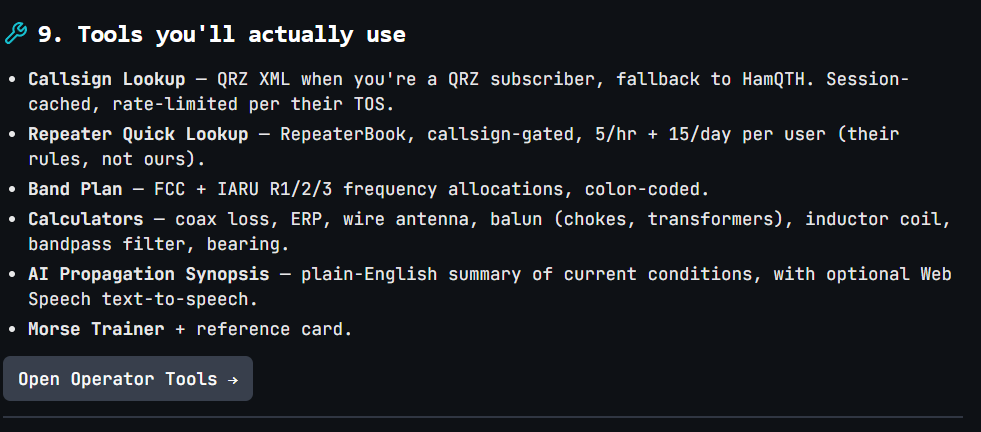 9. Tools you'll actually use
• Callsign Lookup — QRZ XML when you're a QRZ subscriber, fallback to HamQTH. Session-
cached, rate-limited per their TOS.
• Repeater Quick Lookup — RepeaterBook, callsign-gated, 5/hr + 15/day per user (their
rules, not ours).
• Band Plan — FCC + IARU R1/2/3 frequency allocations, color-coded.
• Calculators — coax loss, ERP, wire antenna, balun (chokes, transformers), inductor coil,
bandpass filter, bearing.
• AI Propagation Synopsis — plain-English summary of current conditions, with optional Web
Speech text-to-speech.
• Morse Trainer + reference card.
Open Operator Tools →